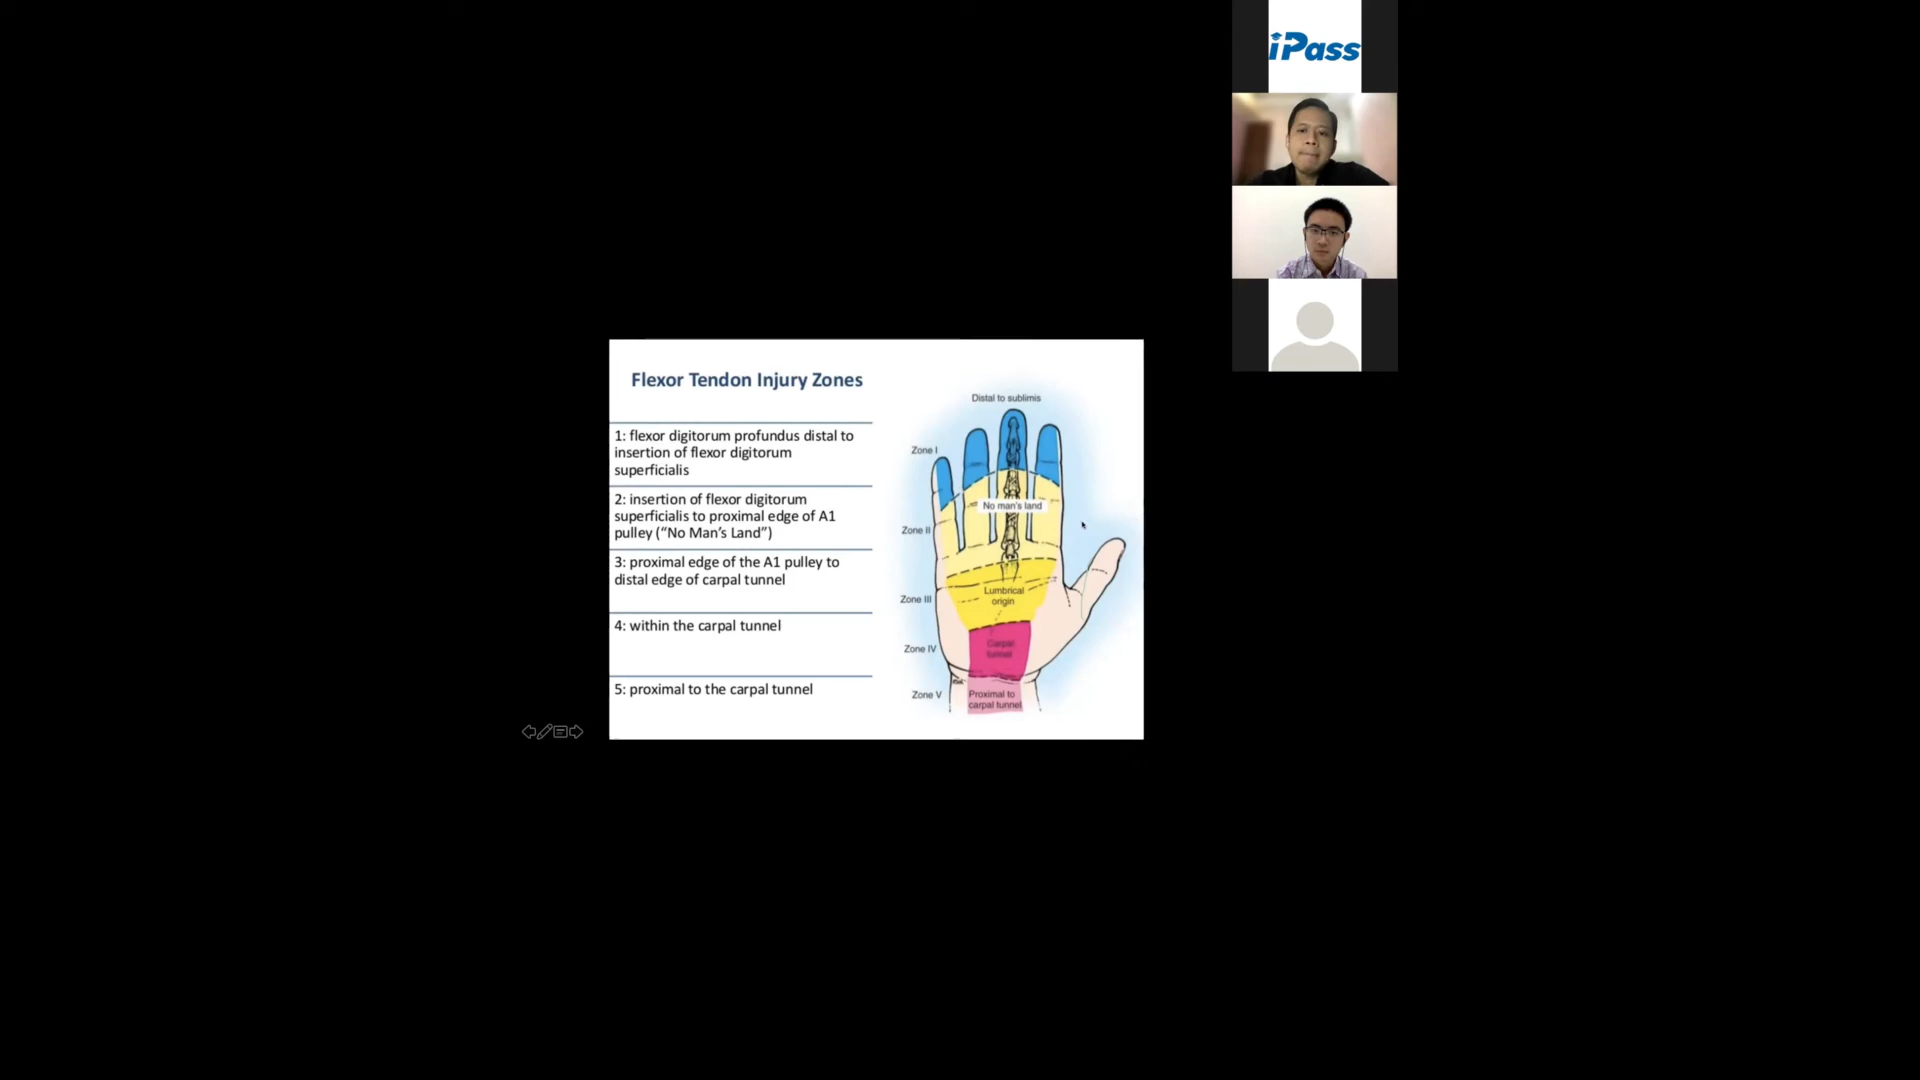 iPass
Flexor Tendon Injury Zones
1: flexor digitorum profundus distal to
insertion of flexor digitorum
superficialis
2: insertion of flexor digitorum
superficialis to proximal edge of A1
pulley (“No Man’s Land”)
3: proximal edge of the A1 pulley to
distal edge of carpal tunnel
4: within the carpal tunnel
5: proximal to the carpal tunnel
Distal to sublimis
Zone I
No man's land
Zone II
Lumbrical
origin
Zone III
Carpal
tunnel
Zone IV
Zone V
Proximal to
carpal tunnel